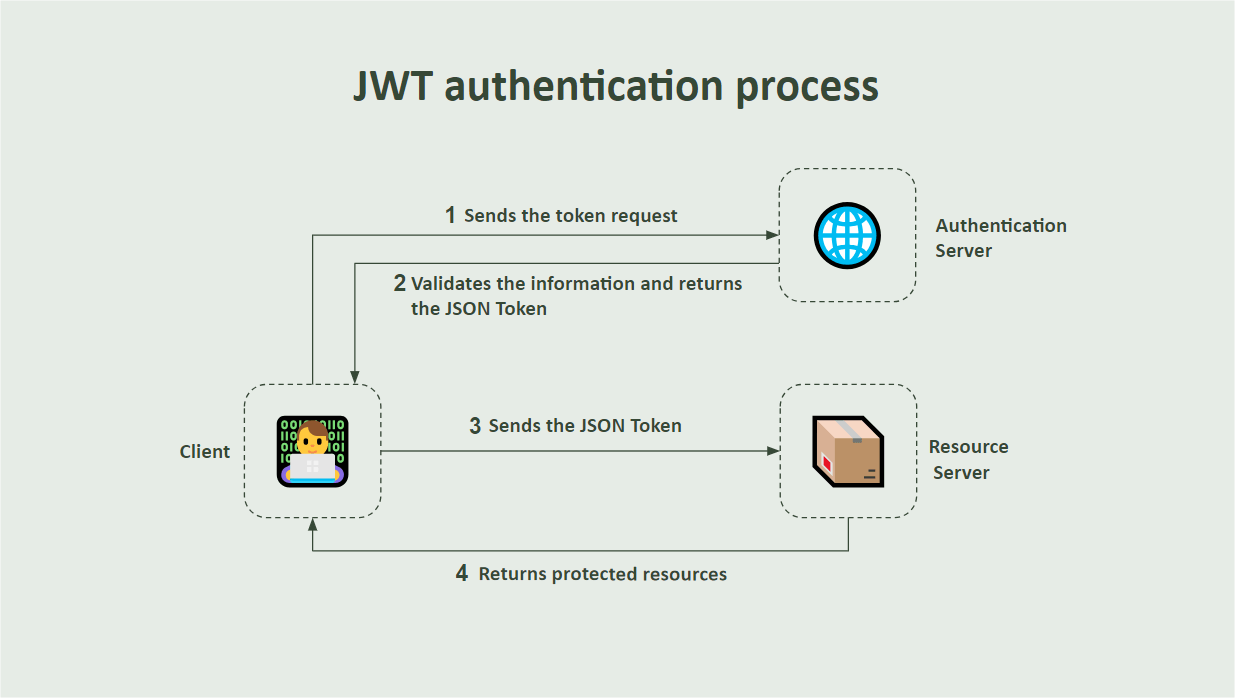 JWT authentication process
1 Sends the token request
Authentication
Server
2 Validates the information and returns
the JSON Token
Client
3 Sends the JSON Token
Resource
Server
4 Returns protected resources